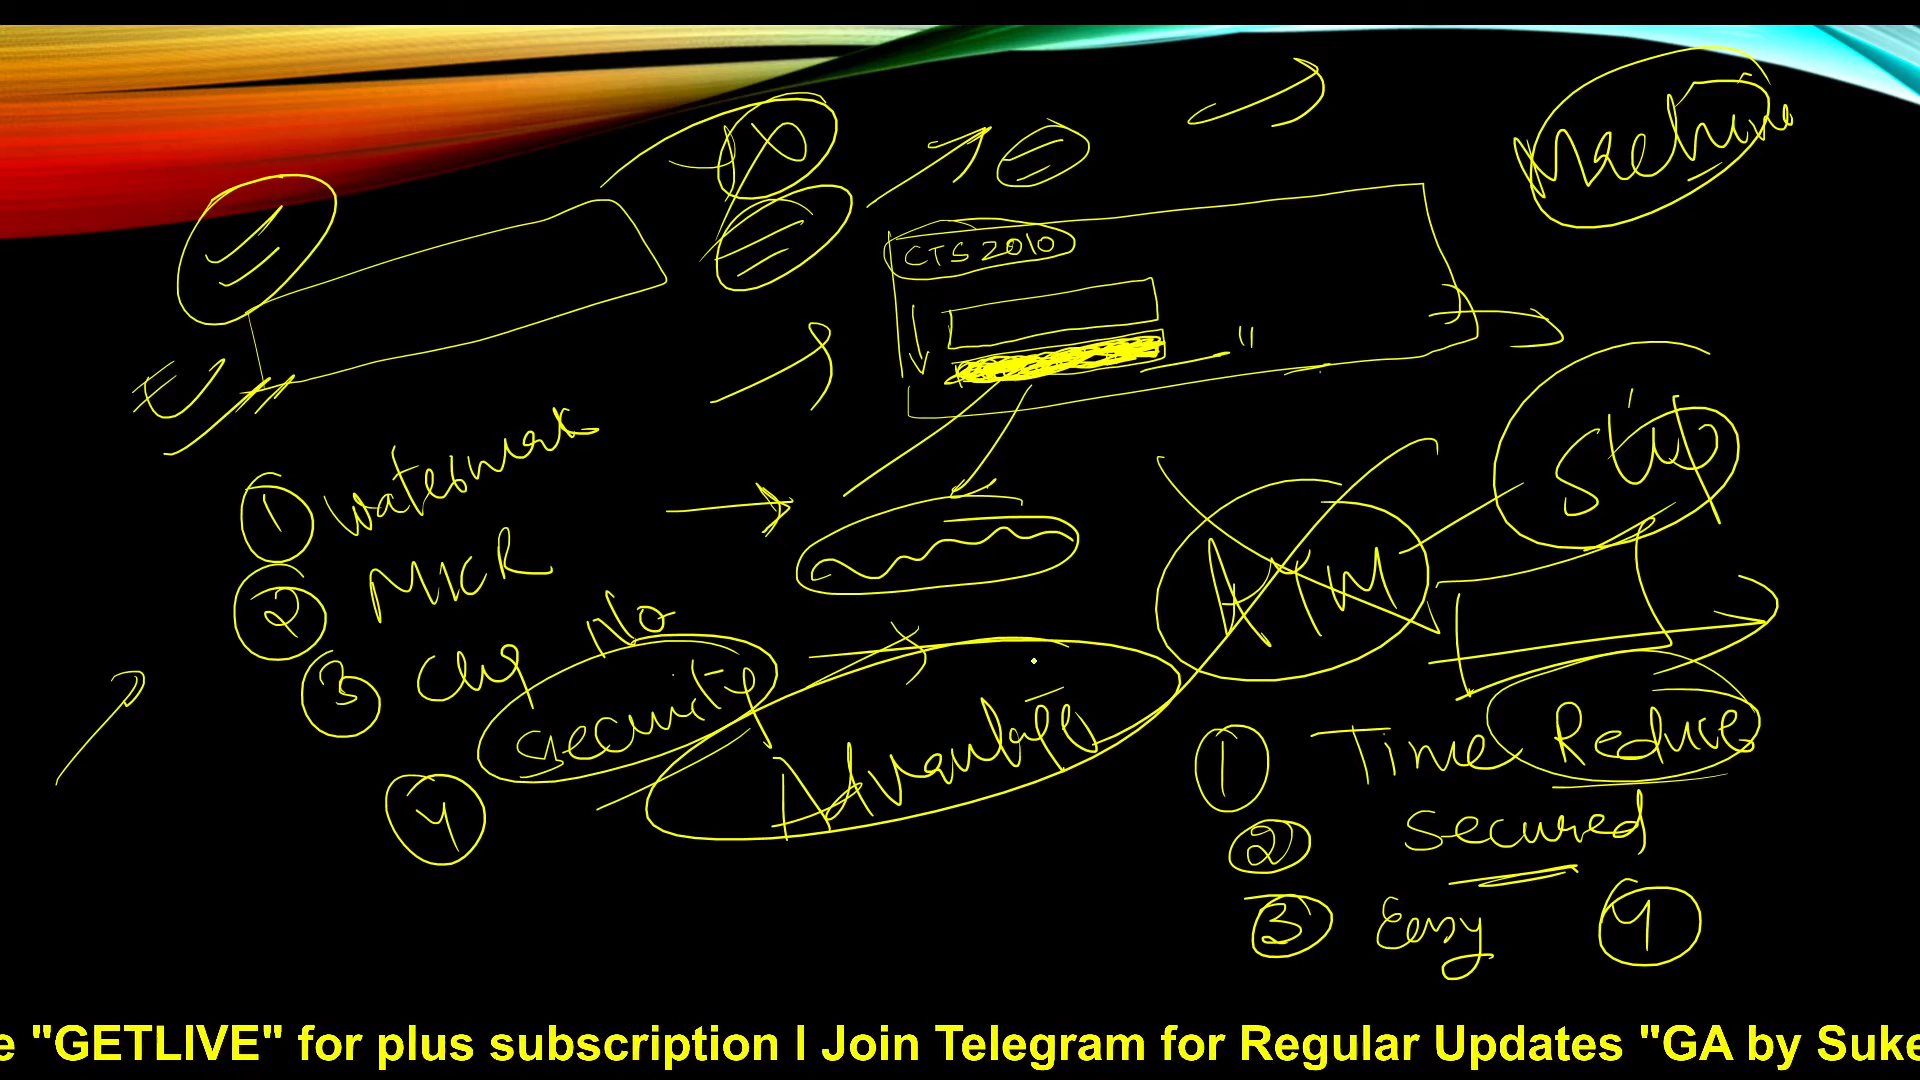 Machine
CTS 2010
Slip
① Watermark
ATM
② MICR
③ Chq No
Security
Advantage
④
① Time Reduce
② Secured
③ Easy ④
e "GETLIVE" for plus subscription I Join Telegram for Regular Updates "GA by Suke